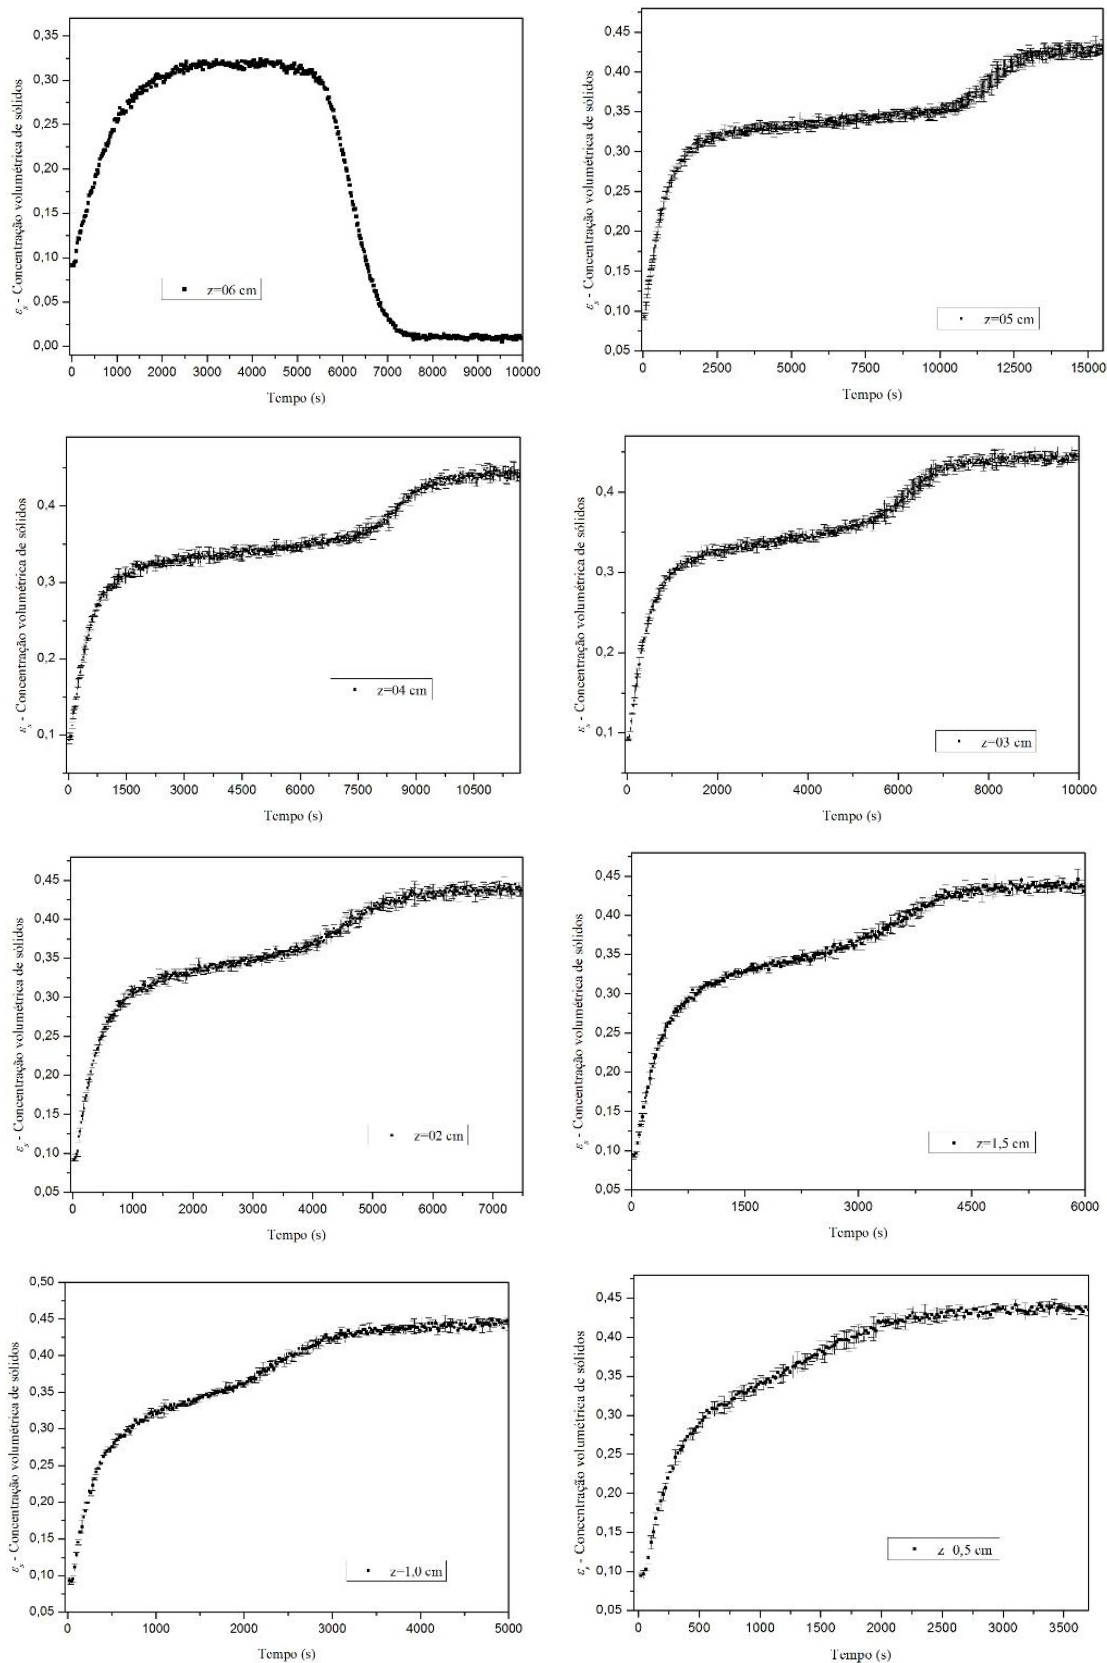 ε_s - Concentração volumétrica de sólidos
0,35
0,30
0,25
0,20
0,15
0,10
0,05
0,00
z=06 cm
0 1000 2000 3000 4000 5000 6000 7000 8000 9000 10000
Tempo (s)
ε_s - Concentração volumétrica de sólidos
0,45
0,40
0,35
0,30
0,25
0,20
0,15
0,10
0,05
z=05 cm
0 2500 5000 7500 10000 12500 15000
Tempo (s)
ε_s - Concentração volumétrica de sólidos
0,4
0,3
0,2
0,1
z=04 cm
0 1500 3000 4500 6000 7500 9000 10500
Tempo (s)
ε_s - Concentração volumétrica de sólidos
0,4
0,3
0,2
0,1
z=03 cm
0 2000 4000 6000 8000 10000
Tempo (s)
ε_s - Concentração volumétrica de sólidos
0,45
0,40
0,35
0,30
0,25
0,20
0,15
0,10
0,05
z=02 cm
0 1000 2000 3000 4000 5000 6000 7000
Tempo (s)
ε_s - Concentração volumétrica de sólidos
0,45
0,40
0,35
0,30
0,25
0,20
0,15
0,10
0,05
z=1,5 cm
0 1500 3000 4500 6000
Tempo (s)
ε_s - Concentração volumétrica de sólidos
0,50
0,45
0,40
0,35
0,30
0,25
0,20
0,15
0,10
0,05
z=1,0 cm
0 1000 2000 3000 4000 5000
Tempo (s)
ε_s - Concentração volumétrica de sólidos
0,45
0,40
0,35
0,30
0,25
0,20
0,15
0,10
0,05
z 0,5 cm
0 500 1000 1500 2000 2500 3000 3500
Tempo (s)